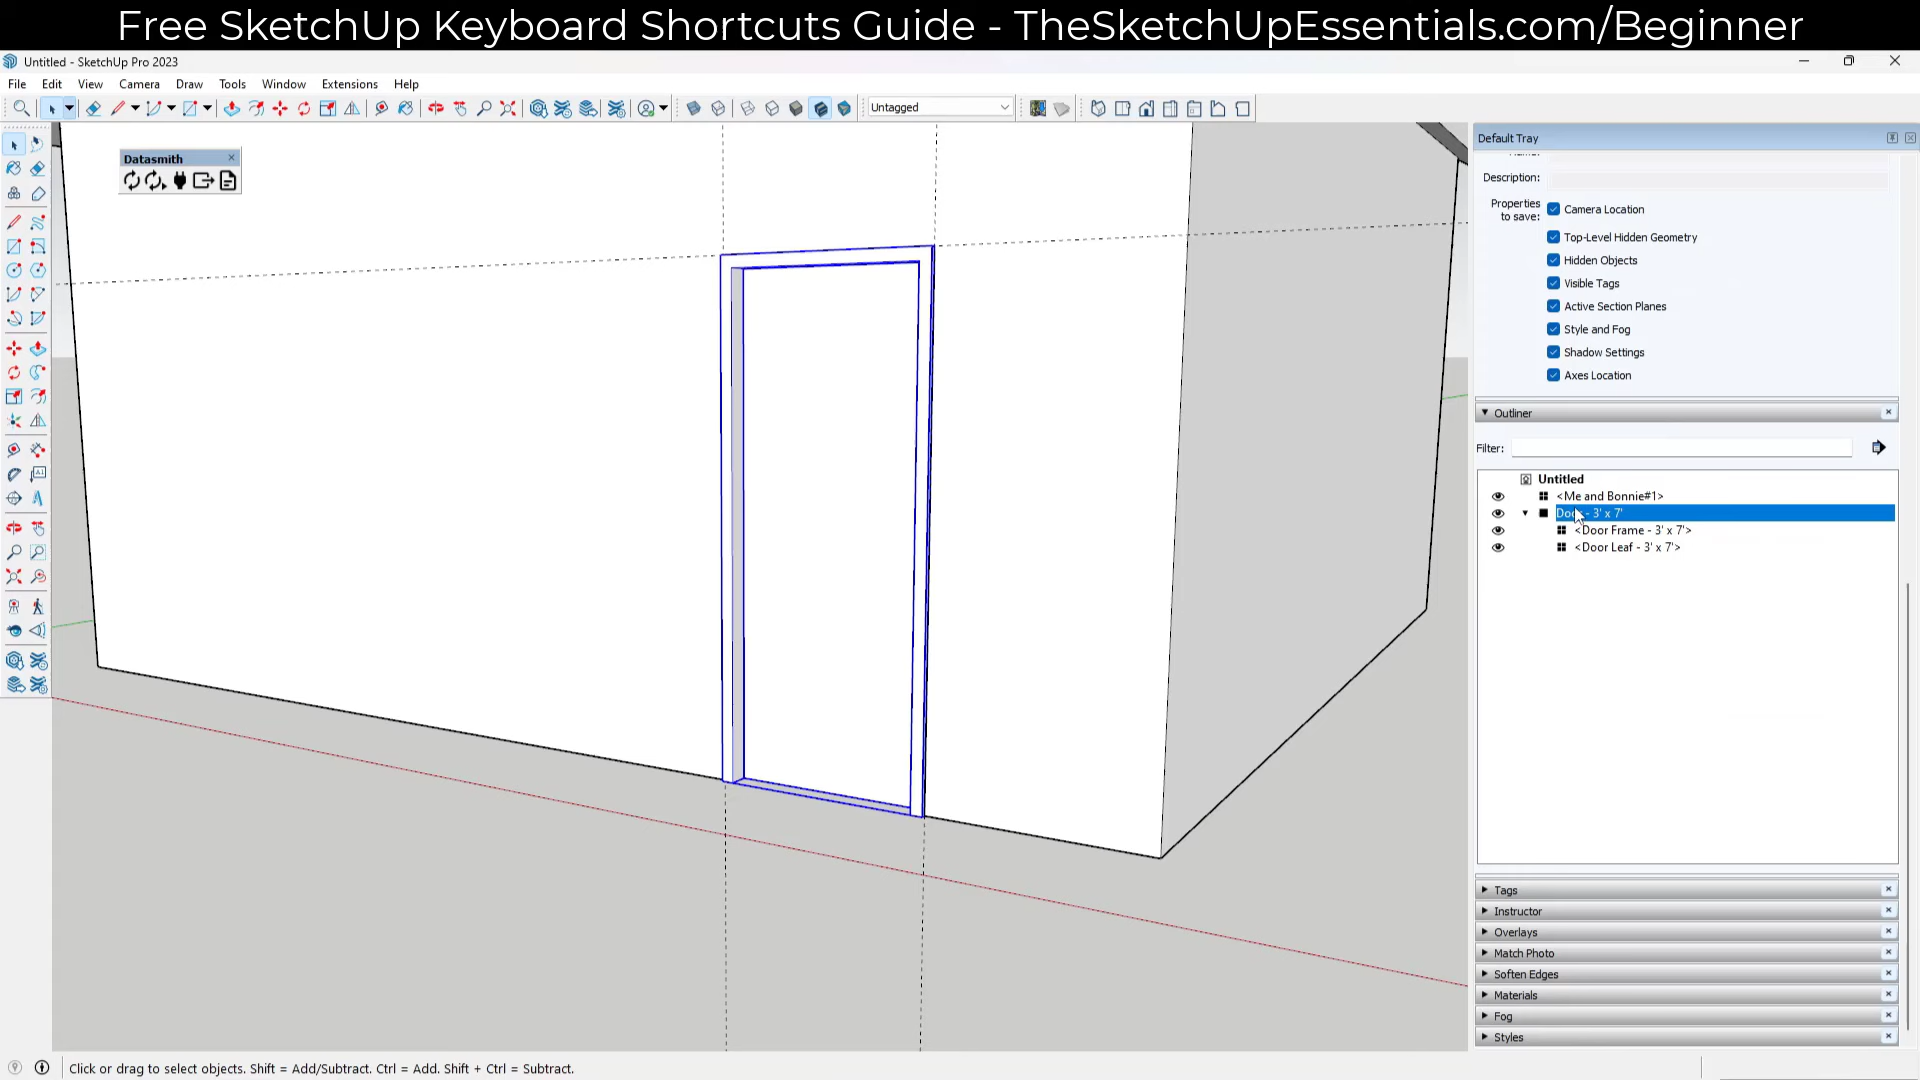 Free SketchUp Keyboard Shortcuts Guide - TheSketchUpEssentials.com/Beginner
Untitled - SketchUp Pro 2023
File Edit View Camera Draw Tools Window Extensions Help
Untagged
Datasmith
Default Tray
Description:
Properties to save:
Camera Location
Top-Level Hidden Geometry
Hidden Objects
Visible Tags
Active Section Planes
Style and Fog
Shadow Settings
Axes Location
Outliner
Filter:
Untitled
<Me and Bonnie#1>
Door - 3' x 7'
<Door Frame - 3' x 7'>
<Door Leaf - 3' x 7'>
Tags
Instructor
Overlays
Match Photo
Soften Edges
Materials
Fog
Styles
Click or drag to select objects. Shift = Add/Subtract. Ctrl = Add. Shift + Ctrl = Subtract.